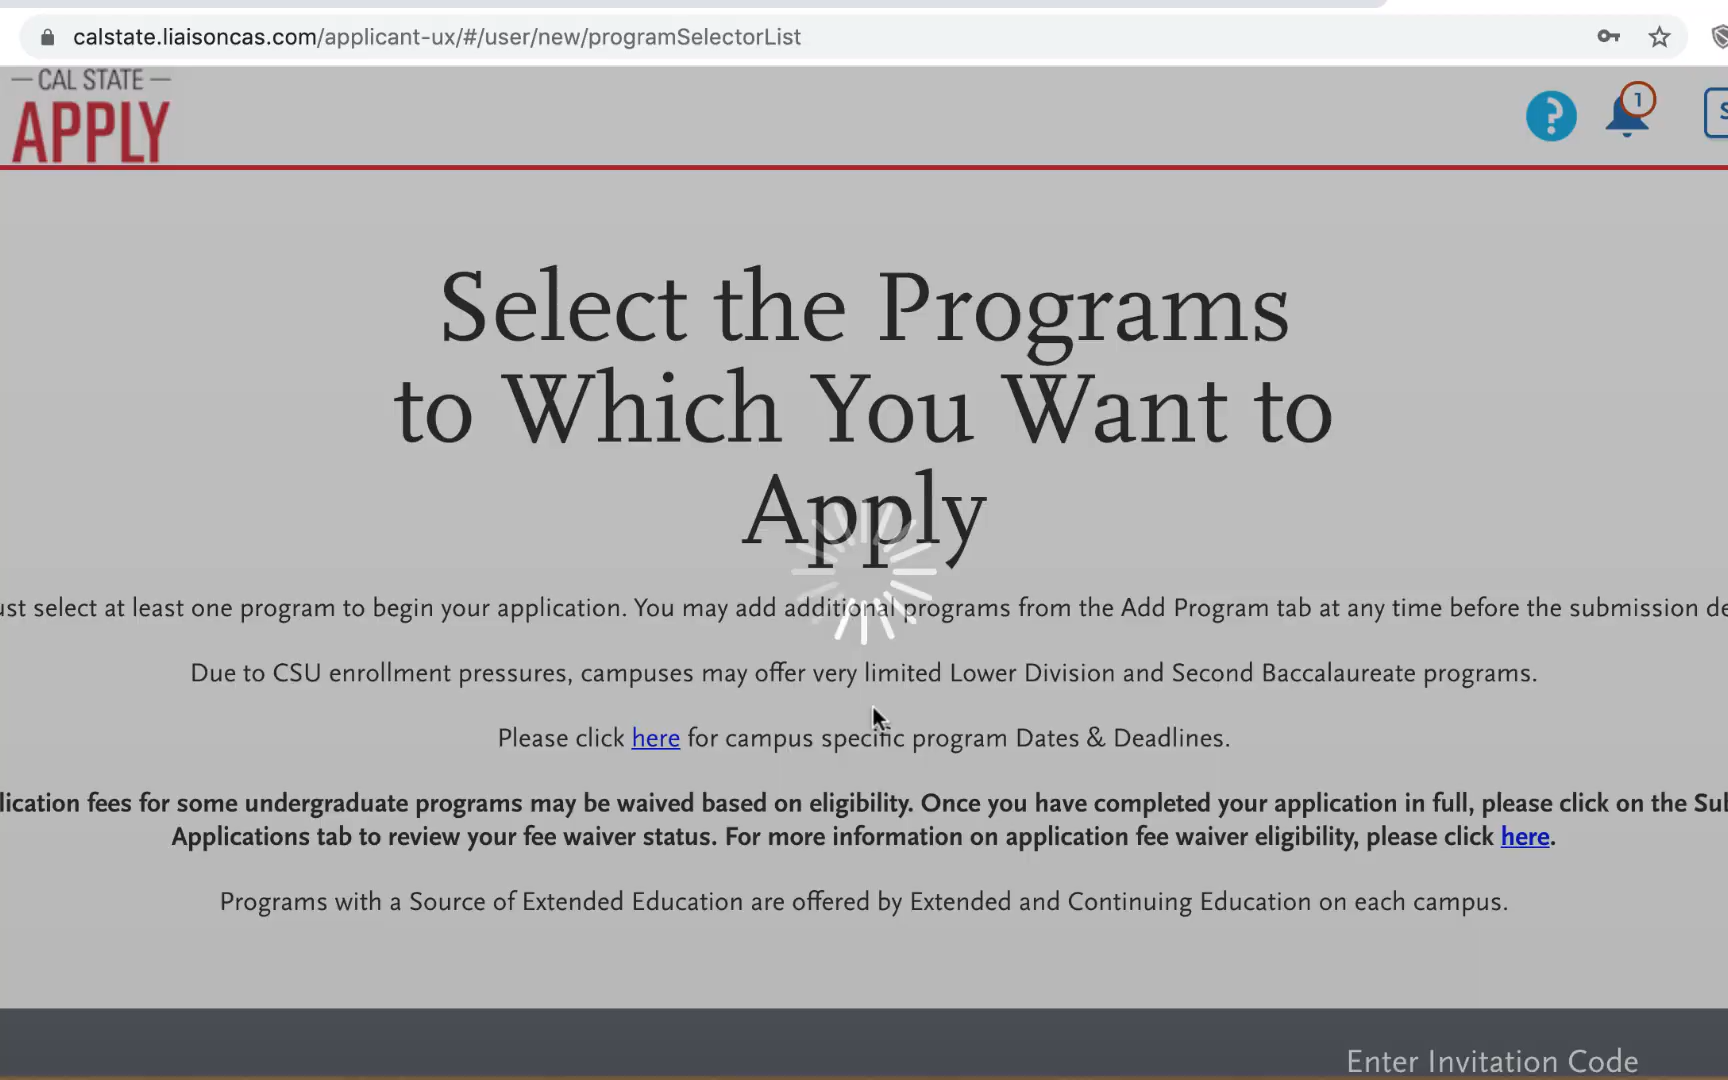 calstate.liaisoncas.com/applicant-ux/#/user/new/programSelectorList
— CAL STATE —
APPLY
1
S
Select the Programs
to Which You Want to
Apply
ust select at least one program to begin your application. You may add additional programs from the Add Program tab at any time before the submission de
Due to CSU enrollment pressures, campuses may offer very limited Lower Division and Second Baccalaureate programs.
Please click here for campus specific program Dates & Deadlines.
lication fees for some undergraduate programs may be waived based on eligibility. Once you have completed your application in full, please click on the Sub
Applications tab to review your fee waiver status. For more information on application fee waiver eligibility, please click here.
Programs with a Source of Extended Education are offered by Extended and Continuing Education on each campus.
Enter Invitation Code